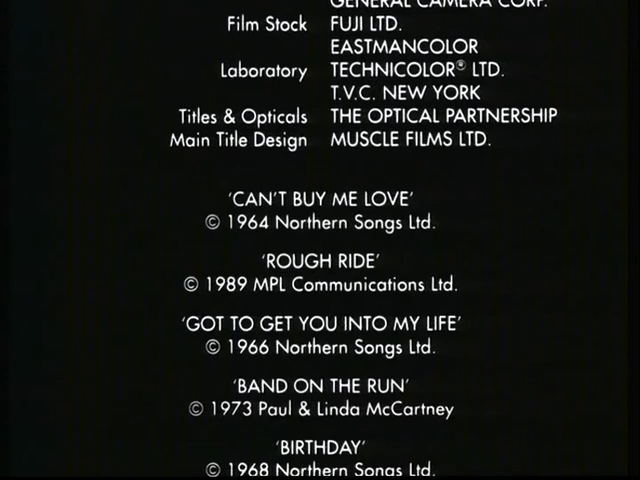 GENERAL CAMERA CORP.
Film Stock FUJI LTD.
EASTMANCOLOR
Laboratory TECHNICOLOR® LTD.
T.V.C. NEW YORK
Titles & Opticals THE OPTICAL PARTNERSHIP
Main Title Design MUSCLE FILMS LTD.
'CAN'T BUY ME LOVE'
© 1964 Northern Songs Ltd.
'ROUGH RIDE'
© 1989 MPL Communications Ltd.
'GOT TO GET YOU INTO MY LIFE'
© 1966 Northern Songs Ltd.
'BAND ON THE RUN'
© 1973 Paul & Linda McCartney
'BIRTHDAY'
© 1968 Northern Songs Ltd.